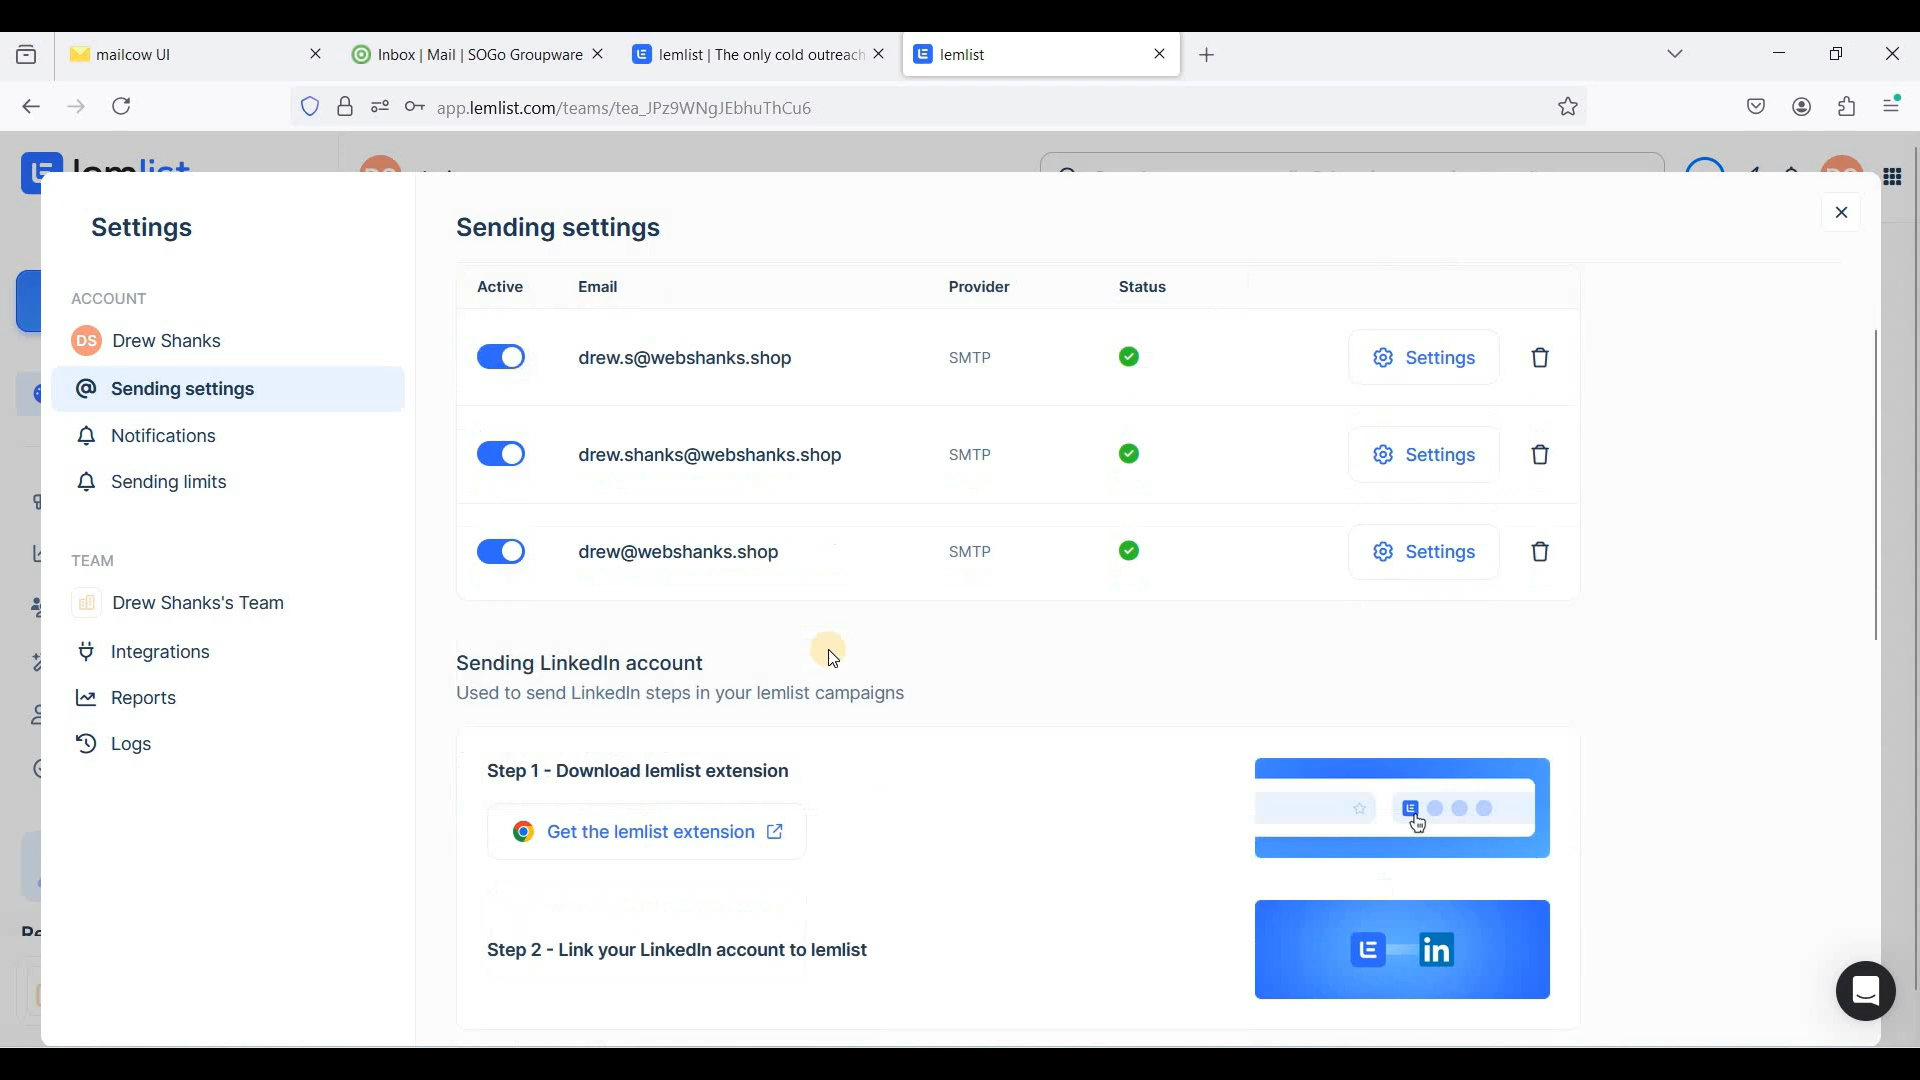 mailcow UI
Inbox | Mail | SOGo Groupware
lemlist | The only cold outreach
lemlist
app.lemlist.com/teams/tea_JPz9WNgJEbhuThCu6
lemlist
Settings
ACCOUNT
DS Drew Shanks
Sending settings
Notifications
Sending limits
TEAM
Drew Shanks's Team
Integrations
Reports
Logs
Sending settings
Active Email Provider Status
drew.s@webshanks.shop SMTP Settings
drew.shanks@webshanks.shop SMTP Settings
drew@webshanks.shop SMTP Settings
Sending LinkedIn account
Used to send LinkedIn steps in your lemlist campaigns
Step 1 - Download lemlist extension
Get the lemlist extension
Step 2 - Link your LinkedIn account to lemlist
in